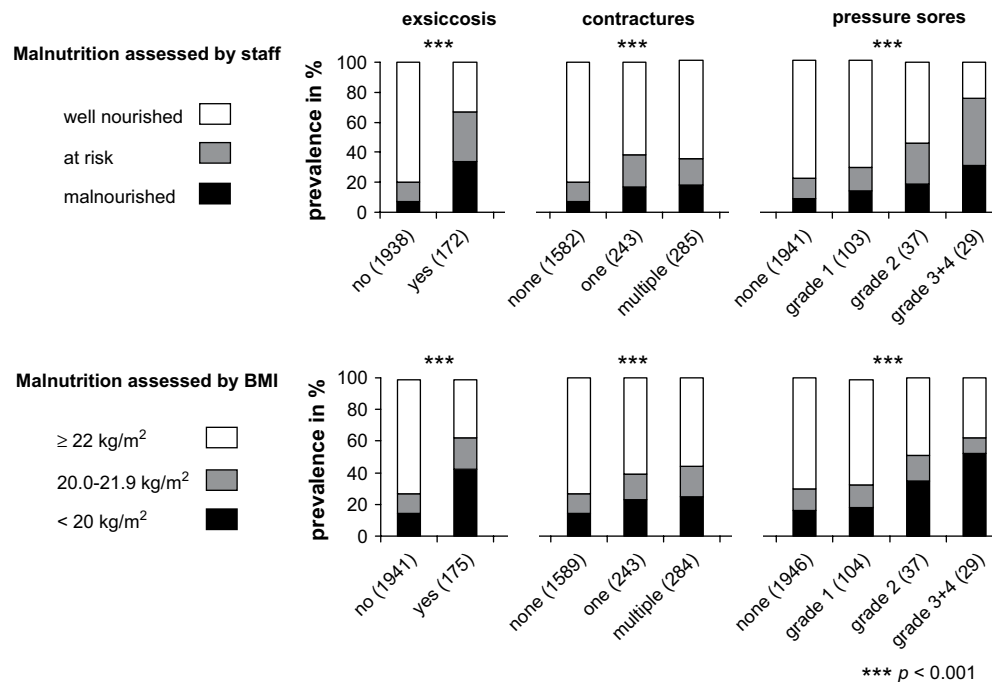 exsiccosis contractures pressure sores
Malnutrition assessed by staff
*** *** ***
well nourished
at risk
malnourished
prevalence in %
100
80
60
40
20
0
no (1938)
yes (172)
none (1582)
one (243)
multiple (285)
none (1941)
grade 1 (103)
grade 2 (37)
grade 3+4 (29)
Malnutrition assessed by BMI
*** *** ***
≥ 22 kg/m²
20.0-21.9 kg/m²
< 20 kg/m²
prevalence in %
100
80
60
40
20
0
no (1941)
yes (175)
none (1589)
one (243)
multiple (284)
none (1946)
grade 1 (104)
grade 2 (37)
grade 3+4 (29)
*** p < 0.001